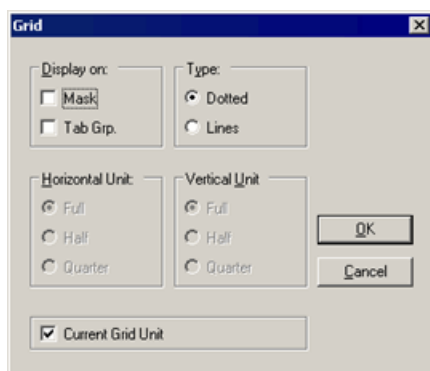 Grid
Display on:
Mask
Tab Grp.
Type:
Dotted
Lines
Horizontal Unit:
Full
Half
Quarter
Vertical Unit
Full
Half
Quarter
OK
Cancel
Current Grid Unit